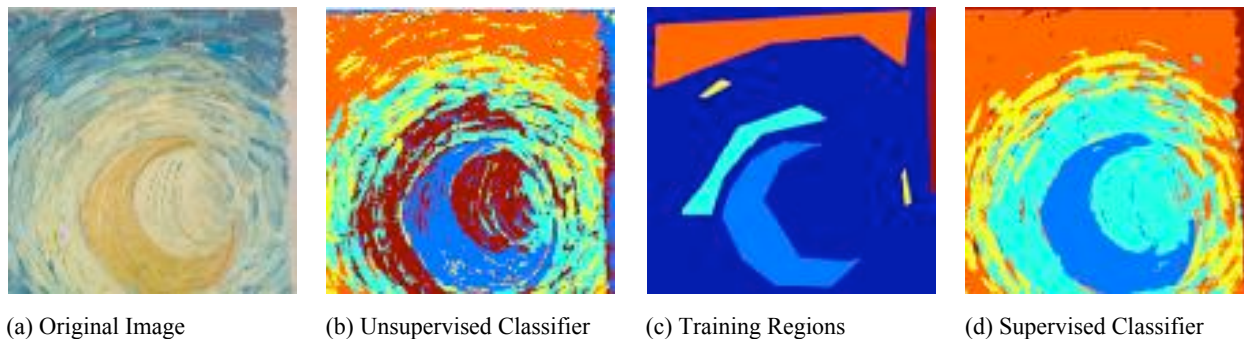 (a) Original Image
(b) Unsupervised Classifier
(c) Training Regions
(d) Supervised Classifier